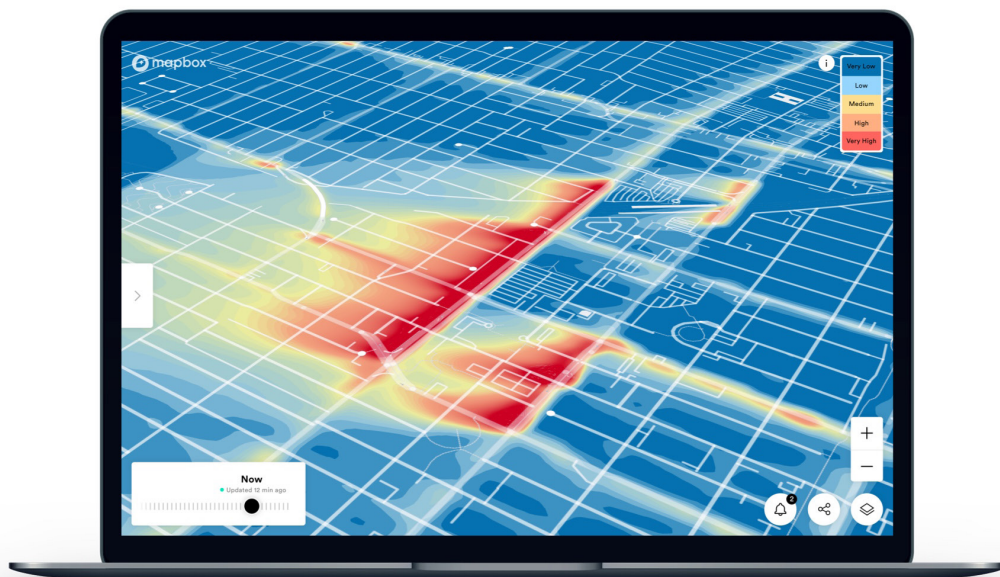 mapbox
i
Very Low
Low
Medium
High
Very High
Now
Updated 12 min ago
+
−
2